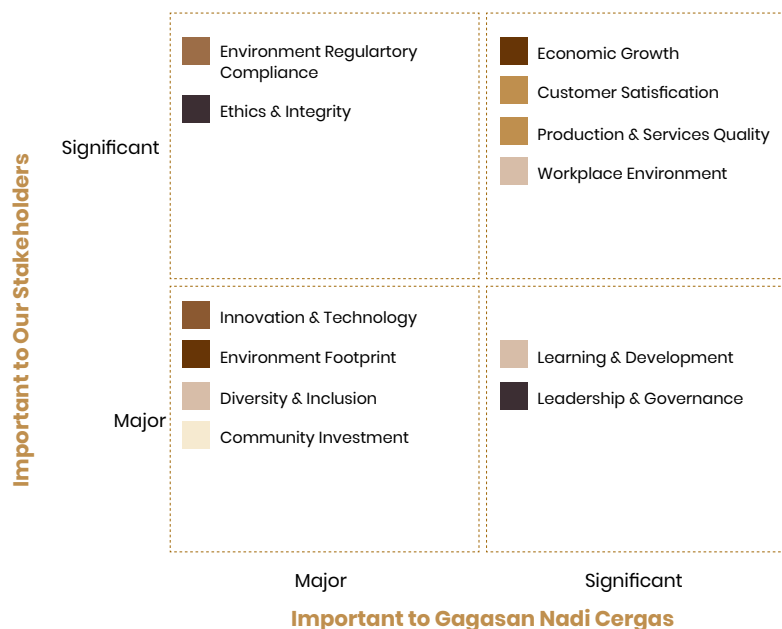 Important to Our Stakeholders
Significant
Environment Regulartory
Compliance
Ethics & Integrity
Economic Growth
Customer Satisfication
Production & Services Quality
Workplace Environment
Major
Innovation & Technology
Environment Footprint
Diversity & Inclusion
Community Investment
Learning & Development
Leadership & Governance
Major
Significant
Important to Gagasan Nadi Cergas